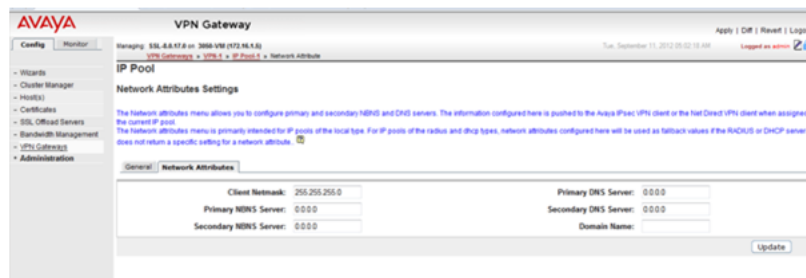 AVAYA
VPN Gateway
Apply | Diff | Revert | Logo
Config Monitor
Managing: SSL-8.0.17.0 on 3050-VM (172.16.1.5)
Tue, September 11, 2012 05:02:18 AM
Logged as admin
VPN Gateways » VPN-1 » IP Pool-1 » Network Attribute
IP Pool
Wizards
Cluster Manager
Host(s)
Certificates
SSL Offload Servers
Bandwidth Management
VPN Gateways
Administration
Network Attributes Settings
The Network attributes menu allows you to configure primary and secondary NBNS and DNS servers. The information configured here is pushed to the Avaya IPsec VPN client or the Net Direct VPN client when assigned
the current IP pool.
The Network attributes menu is primarily intended for IP pools of the local type. For IP pools of the radius and dhcp types, network attributes configured here will be used as fallback values if the RADIUS or DHCP server
does not return a specific setting for a network attribute.
General Network Attributes
Client Netmask: 255.255.255.0 Primary DNS Server: 0.0.0.0
Primary NBNS Server: 0.0.0.0 Secondary DNS Server: 0.0.0.0
Secondary NBNS Server: 0.0.0.0 Domain Name:
Update